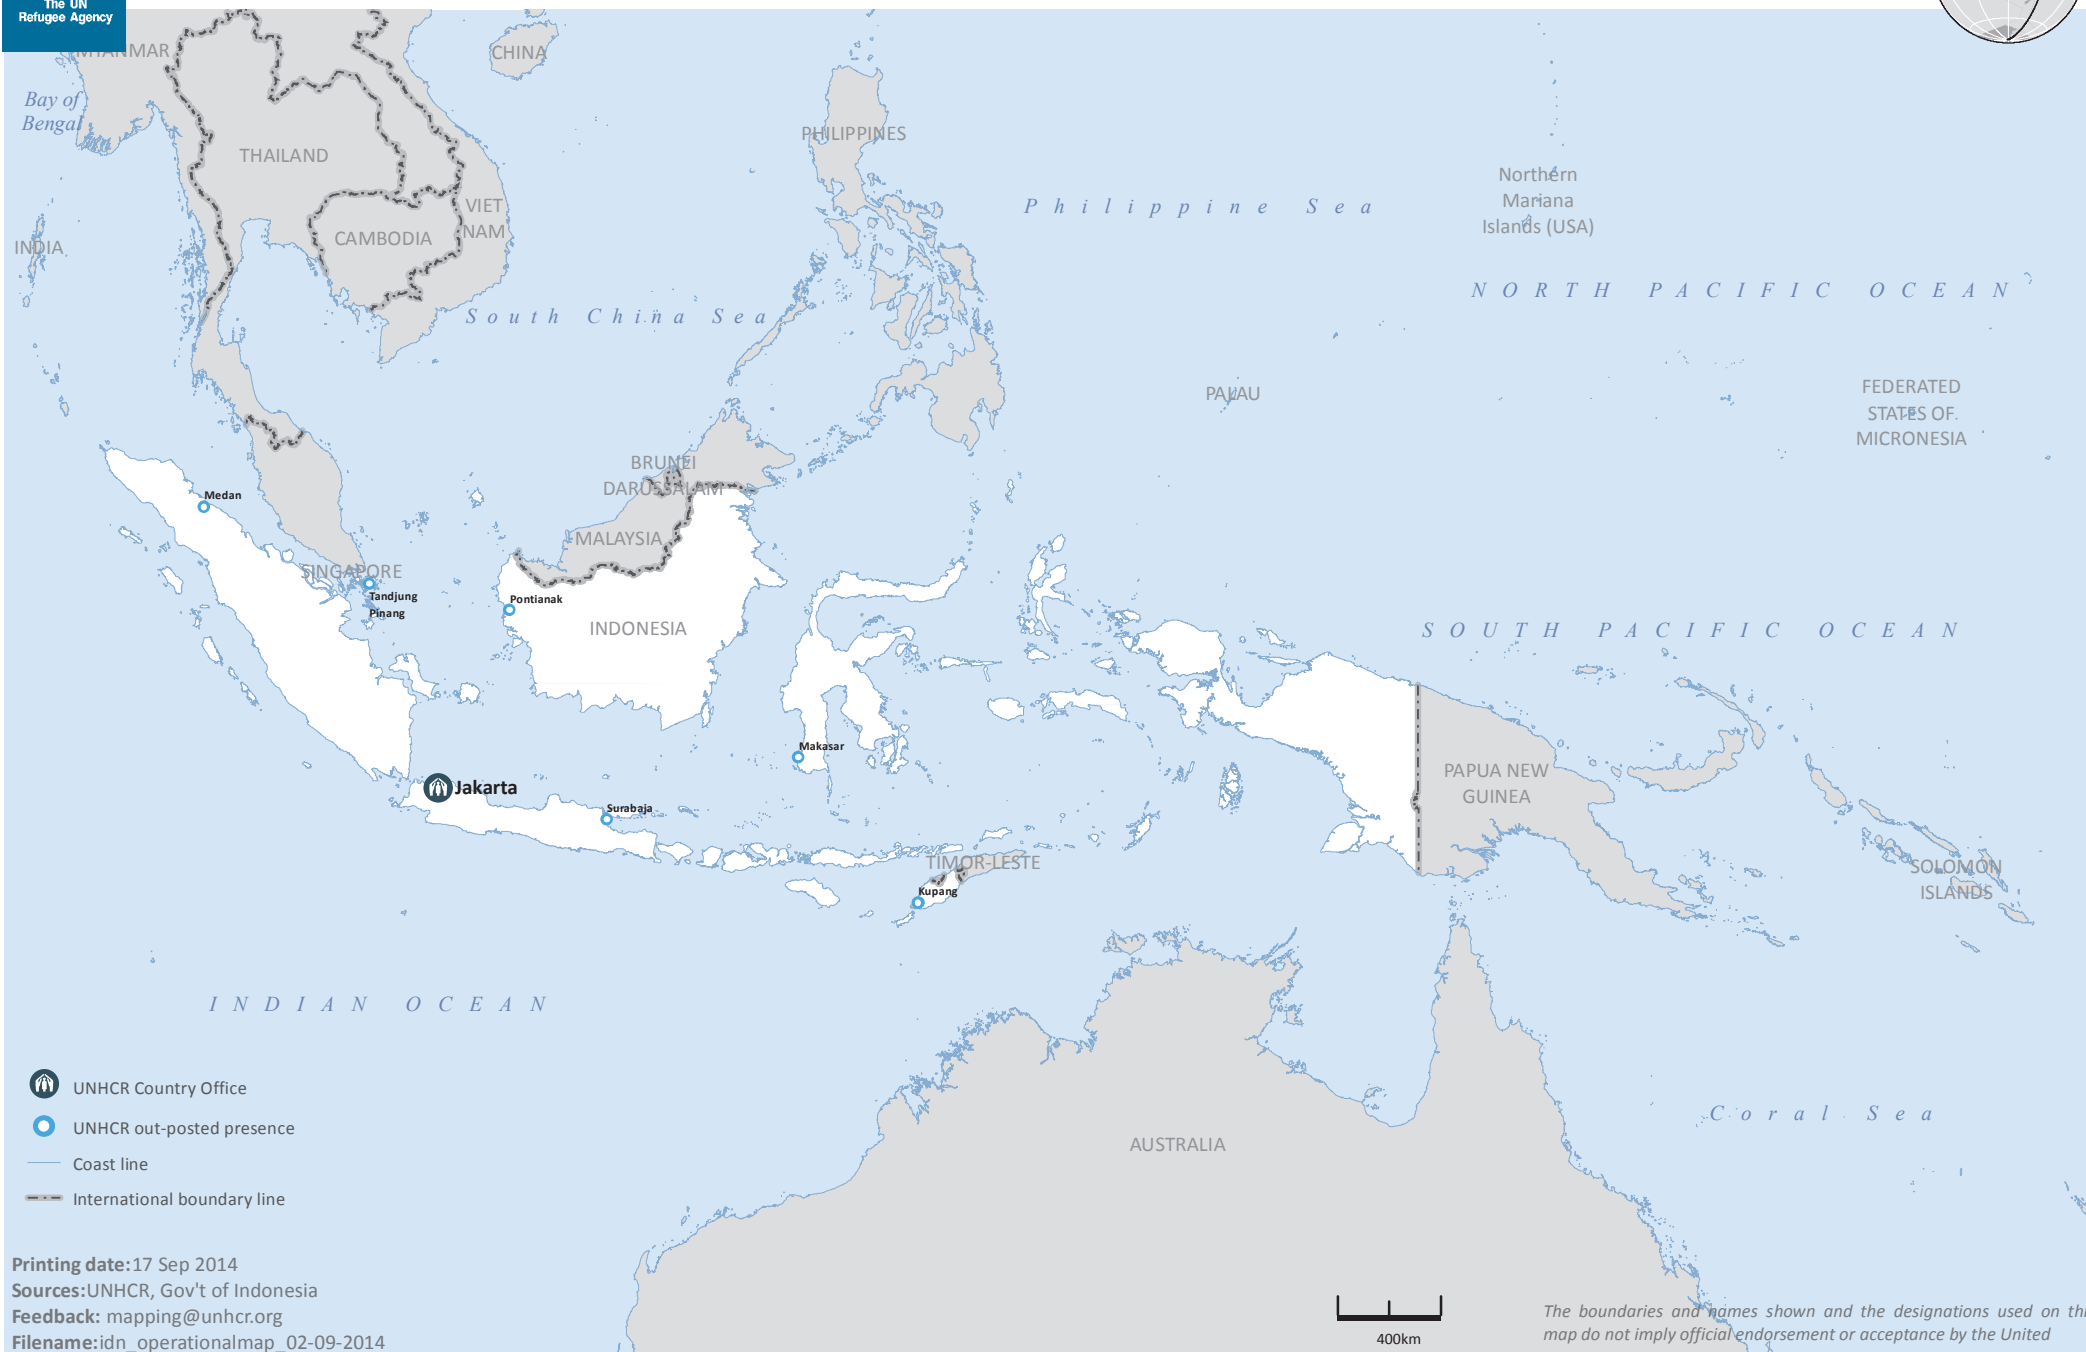 The UN
Refugee Agency
MYANMAR
CHINA
Bay of
Bengal
PHILIPPINES
THAILAND
Northern
Mariana
Islands (USA)
Philippine Sea
VIET
NAM
CAMBODIA
INDIA
NORTH PACIFIC OCEAN
South China Sea
PALAU
FEDERATED
STATES OF
MICRONESIA
BRUNEI
DARUSSALAM
Medan
MALAYSIA
SINGAPORE
Tandjung
Pinang
Pontianak
INDONESIA
SOUTH PACIFIC OCEAN
Makasar
PAPUA NEW
GUINEA
Jakarta
Surabaja
TIMOR-LESTE
Kupang
SOLOMON
ISLANDS
INDIAN OCEAN
UNHCR Country Office
UNHCR out-posted presence
Coast line
International boundary line
Coral Sea
AUSTRALIA
Printing date:17 Sep 2014
Sources:UNHCR, Gov't of Indonesia
Feedback: mapping@unhcr.org
Filename:idn_operationalmap_02-09-2014
400km
The boundaries and names shown and the designations used on thi
map do not imply official endorsement or acceptance by the United